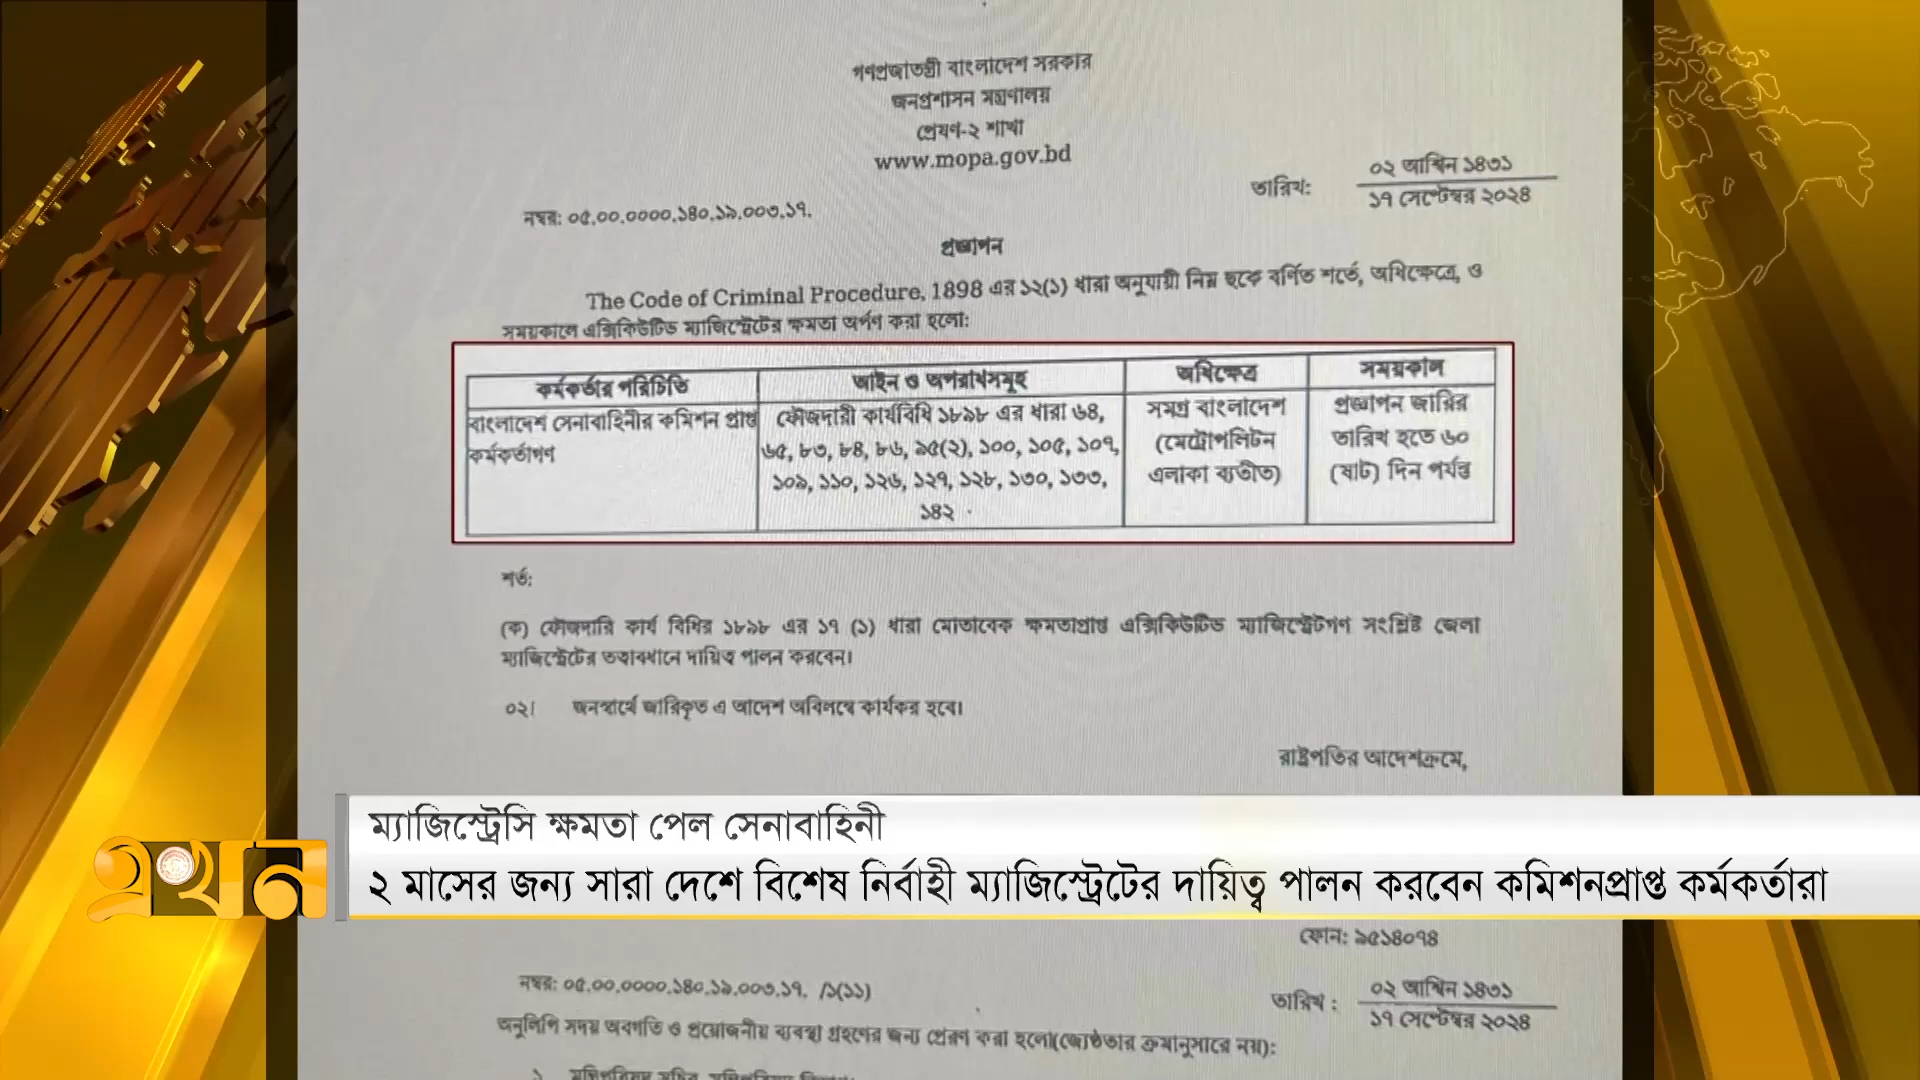 গণপ্রজাতন্ত্রী বাংলাদেশ সরকার
জনপ্রশাসন মন্ত্রণালয়
প্রেষণ-২ শাখা
www.mopa.gov.bd
নম্বর: ০৫.০০.০০০০.১৪০.১৯.০০৩.১৭.
তারিখ:
০২ আশ্বিন ১৪৩১
১৭ সেপ্টেম্বর ২০২৪
প্রজ্ঞাপন
The Code of Criminal Procedure, 1898 এর ১২(১) ধারা অনুযায়ী নিম্ন ছকে বর্ণিত শর্তে, অধিক্ষেত্রে, ও
সময়কালে এক্সিকিউটিভ ম্যাজিস্ট্রেটের ক্ষমতা অর্পণ করা হলো:
কর্মকর্তার পরিচিতি
আইন ও অপরাধসমূহ
অধিক্ষেত্র
সময়কাল
বাংলাদেশ সেনাবাহিনীর কমিশন প্রাপ্ত
কর্মকর্তাগণ
ফৌজদারী কার্যবিধি ১৮৯৮ এর ধারা ৬৪,
৬৫, ৮৩, ৮৪, ৮৬, ৯৫(২), ১০০, ১০৫, ১০৭,
১০৯, ১১০, ১২৬, ১২৭, ১২৮, ১৩০, ১৩৩,
১৪২
সমগ্র বাংলাদেশ
(মেট্রোপলিটন
এলাকা ব্যতীত)
প্রজ্ঞাপন জারির
তারিখ হতে ৬০
(ষাট) দিন পর্যন্ত
শর্ত:
(ক) ফৌজদারি কার্য বিধির ১৮৯৮ এর ১৭ (১) ধারা মোতাবেক ক্ষমতাপ্রাপ্ত এক্সিকিউটিভ ম্যাজিস্ট্রেটগণ সংশ্লিষ্ট জেলা
ম্যাজিস্ট্রেটের তত্বাবধানে দায়িত্ব পালন করবেন।
০২। জনস্বার্থে জারিকৃত এ আদেশ অবিলম্বে কার্যকর হবে।
রাষ্ট্রপতির আদেশক্রমে,
ম্যাজিস্ট্রেসি ক্ষমতা পেল সেনাবাহিনী
২ মাসের জন্য সারা দেশে বিশেষ নির্বাহী ম্যাজিস্ট্রেটের দায়িত্ব পালন করবেন কমিশনপ্রাপ্ত কর্মকর্তারা
এখন
ফোন: ৯৫১৪০৭৪
নম্বর: ০৫.০০.০০০০.১৪০.১৯.০০৩.১৭. /১(১১)
তারিখ :
০২ আশ্বিন ১৪৩১
১৭ সেপ্টেম্বর ২০২৪
অনুলিপি সদয় অবগতি ও প্রয়োজনীয় ব্যবস্থা গ্রহণের জন্য প্রেরণ করা হলো(জ্যেষ্ঠতার ক্রমানুসারে নয়):